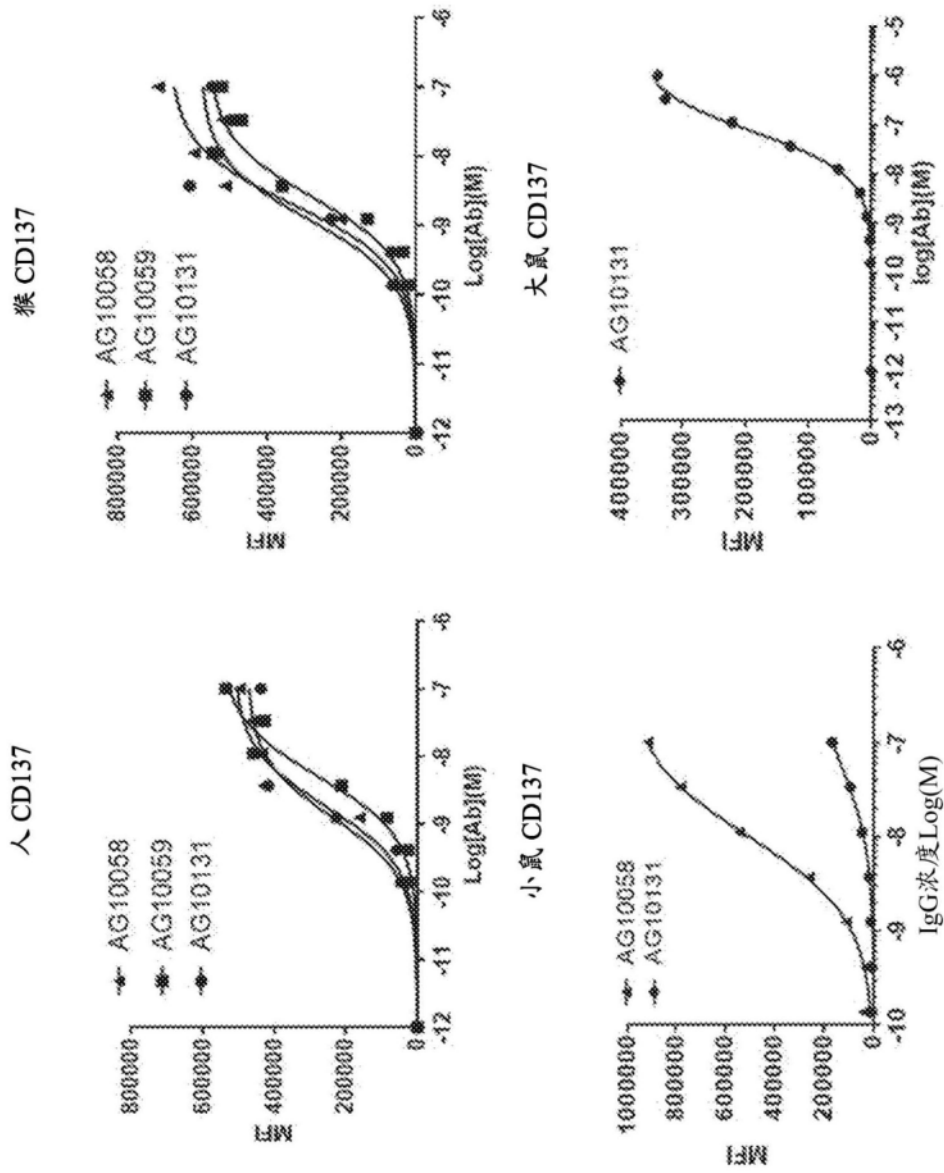 人 CD137
AG10058
AG10059
AG10131
800000
600000
400000
200000
0
MFI
-12
-11
-10
-9
-8
-7
-6
Log[Ab](M)
猴 CD137
AG10058
AG10059
AG10131
800000
600000
400000
200000
0
MFI
-12
-11
-10
-9
-8
-7
-6
Log[Ab](M)
小鼠 CD137
AG10058
AG10131
1000000
800000
600000
400000
200000
0
MFI
-10
-9
-8
-7
-6
IgG浓度Log(M)
大鼠 CD137
AG10131
400000
300000
200000
100000
0
MFI
-13
-12
-11
-10
-9
-8
-7
-6
-5
log[Ab](M)